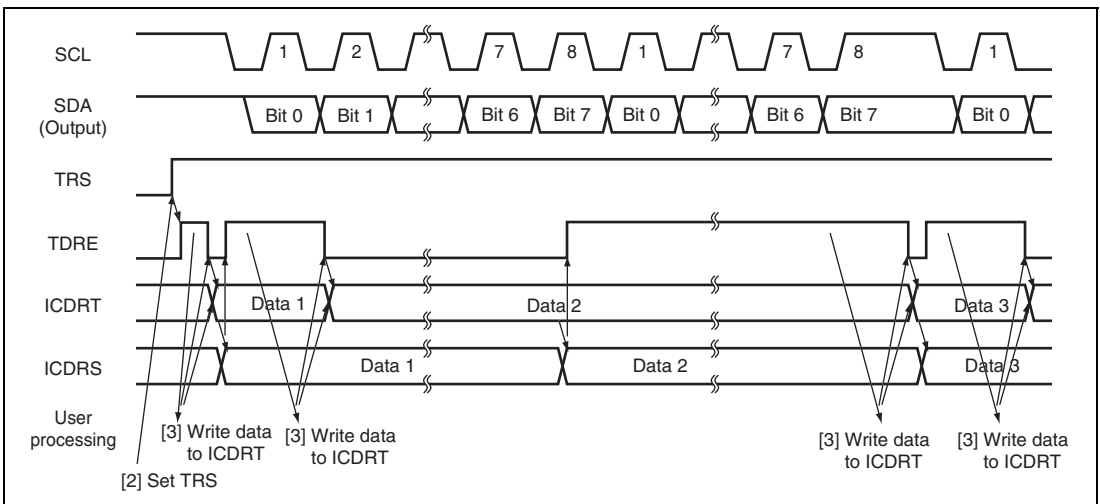 SCL 1 2 7 8 1 7 8 1
SDA
(Output)
Bit 0 Bit 1 Bit 6 Bit 7 Bit 0 Bit 6 Bit 7 Bit 0
TRS
TDRE
ICDRT Data 1 Data 2 Data 3
ICDRS Data 1 Data 2 Data 3
User
processing
[3] Write data
to ICDRT
[3] Write data
to ICDRT
[3] Write data
to ICDRT
[3] Write data
to ICDRT
[2] Set TRS